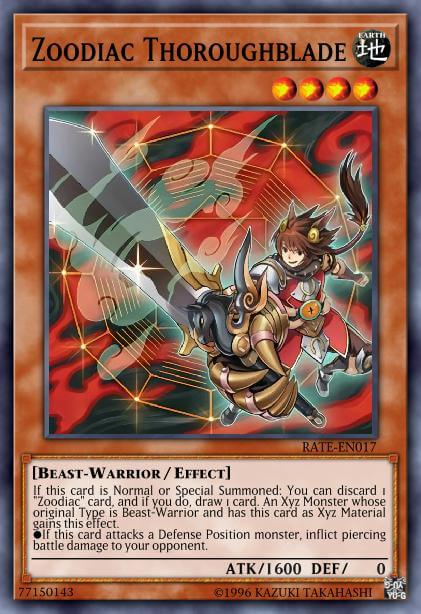 ZOODIAC THOROUGHBLADE
EARTH
地
RATE-EN017
[BEAST-WARRIOR / EFFECT]
If this card is Normal or Special Summoned: You can discard 1
"Zoodiac" card, and if you do, draw 1 card. An Xyz Monster whose
original Type is Beast-Warrior and has this card as Xyz Material
gains this effect.
●If this card attacks a Defense Position monster, inflict piercing
battle damage to your opponent.
ATK/1600 DEF/ 0
77150143
©1996 KAZUKI TAKAHASHI